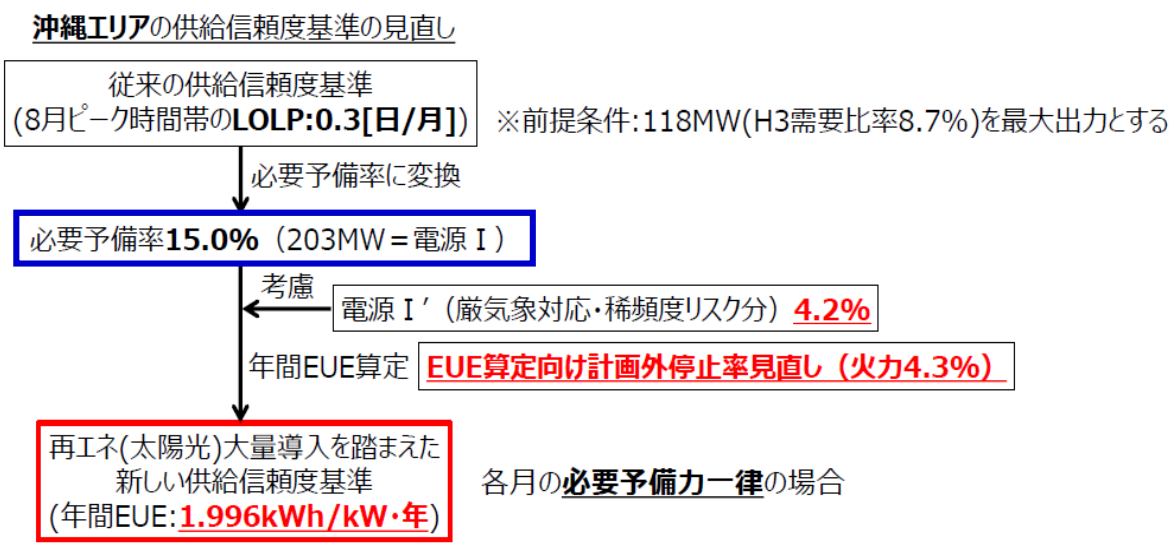 沖縄エリアの供給信頼度基準の見直し
従来の供給信頼度基準
(8月ピーク時間帯のLOLP:0.3[日/月])
※前提条件:118MW(H3需要比率8.7%)を最大出力とする
必要予備率に変換
必要予備率15.0%（203MW＝電源Ⅰ）
考慮
電源Ⅰ′（厳気象対応・稀頻度リスク分）4.2%
年間EUE算定
EUE算定向け計画外停止率見直し（火力4.3%）
再エネ(太陽光)大量導入を踏まえた
新しい供給信頼度基準
(年間EUE:1.996kWh/kW・年)
各月の必要予備力一律の場合